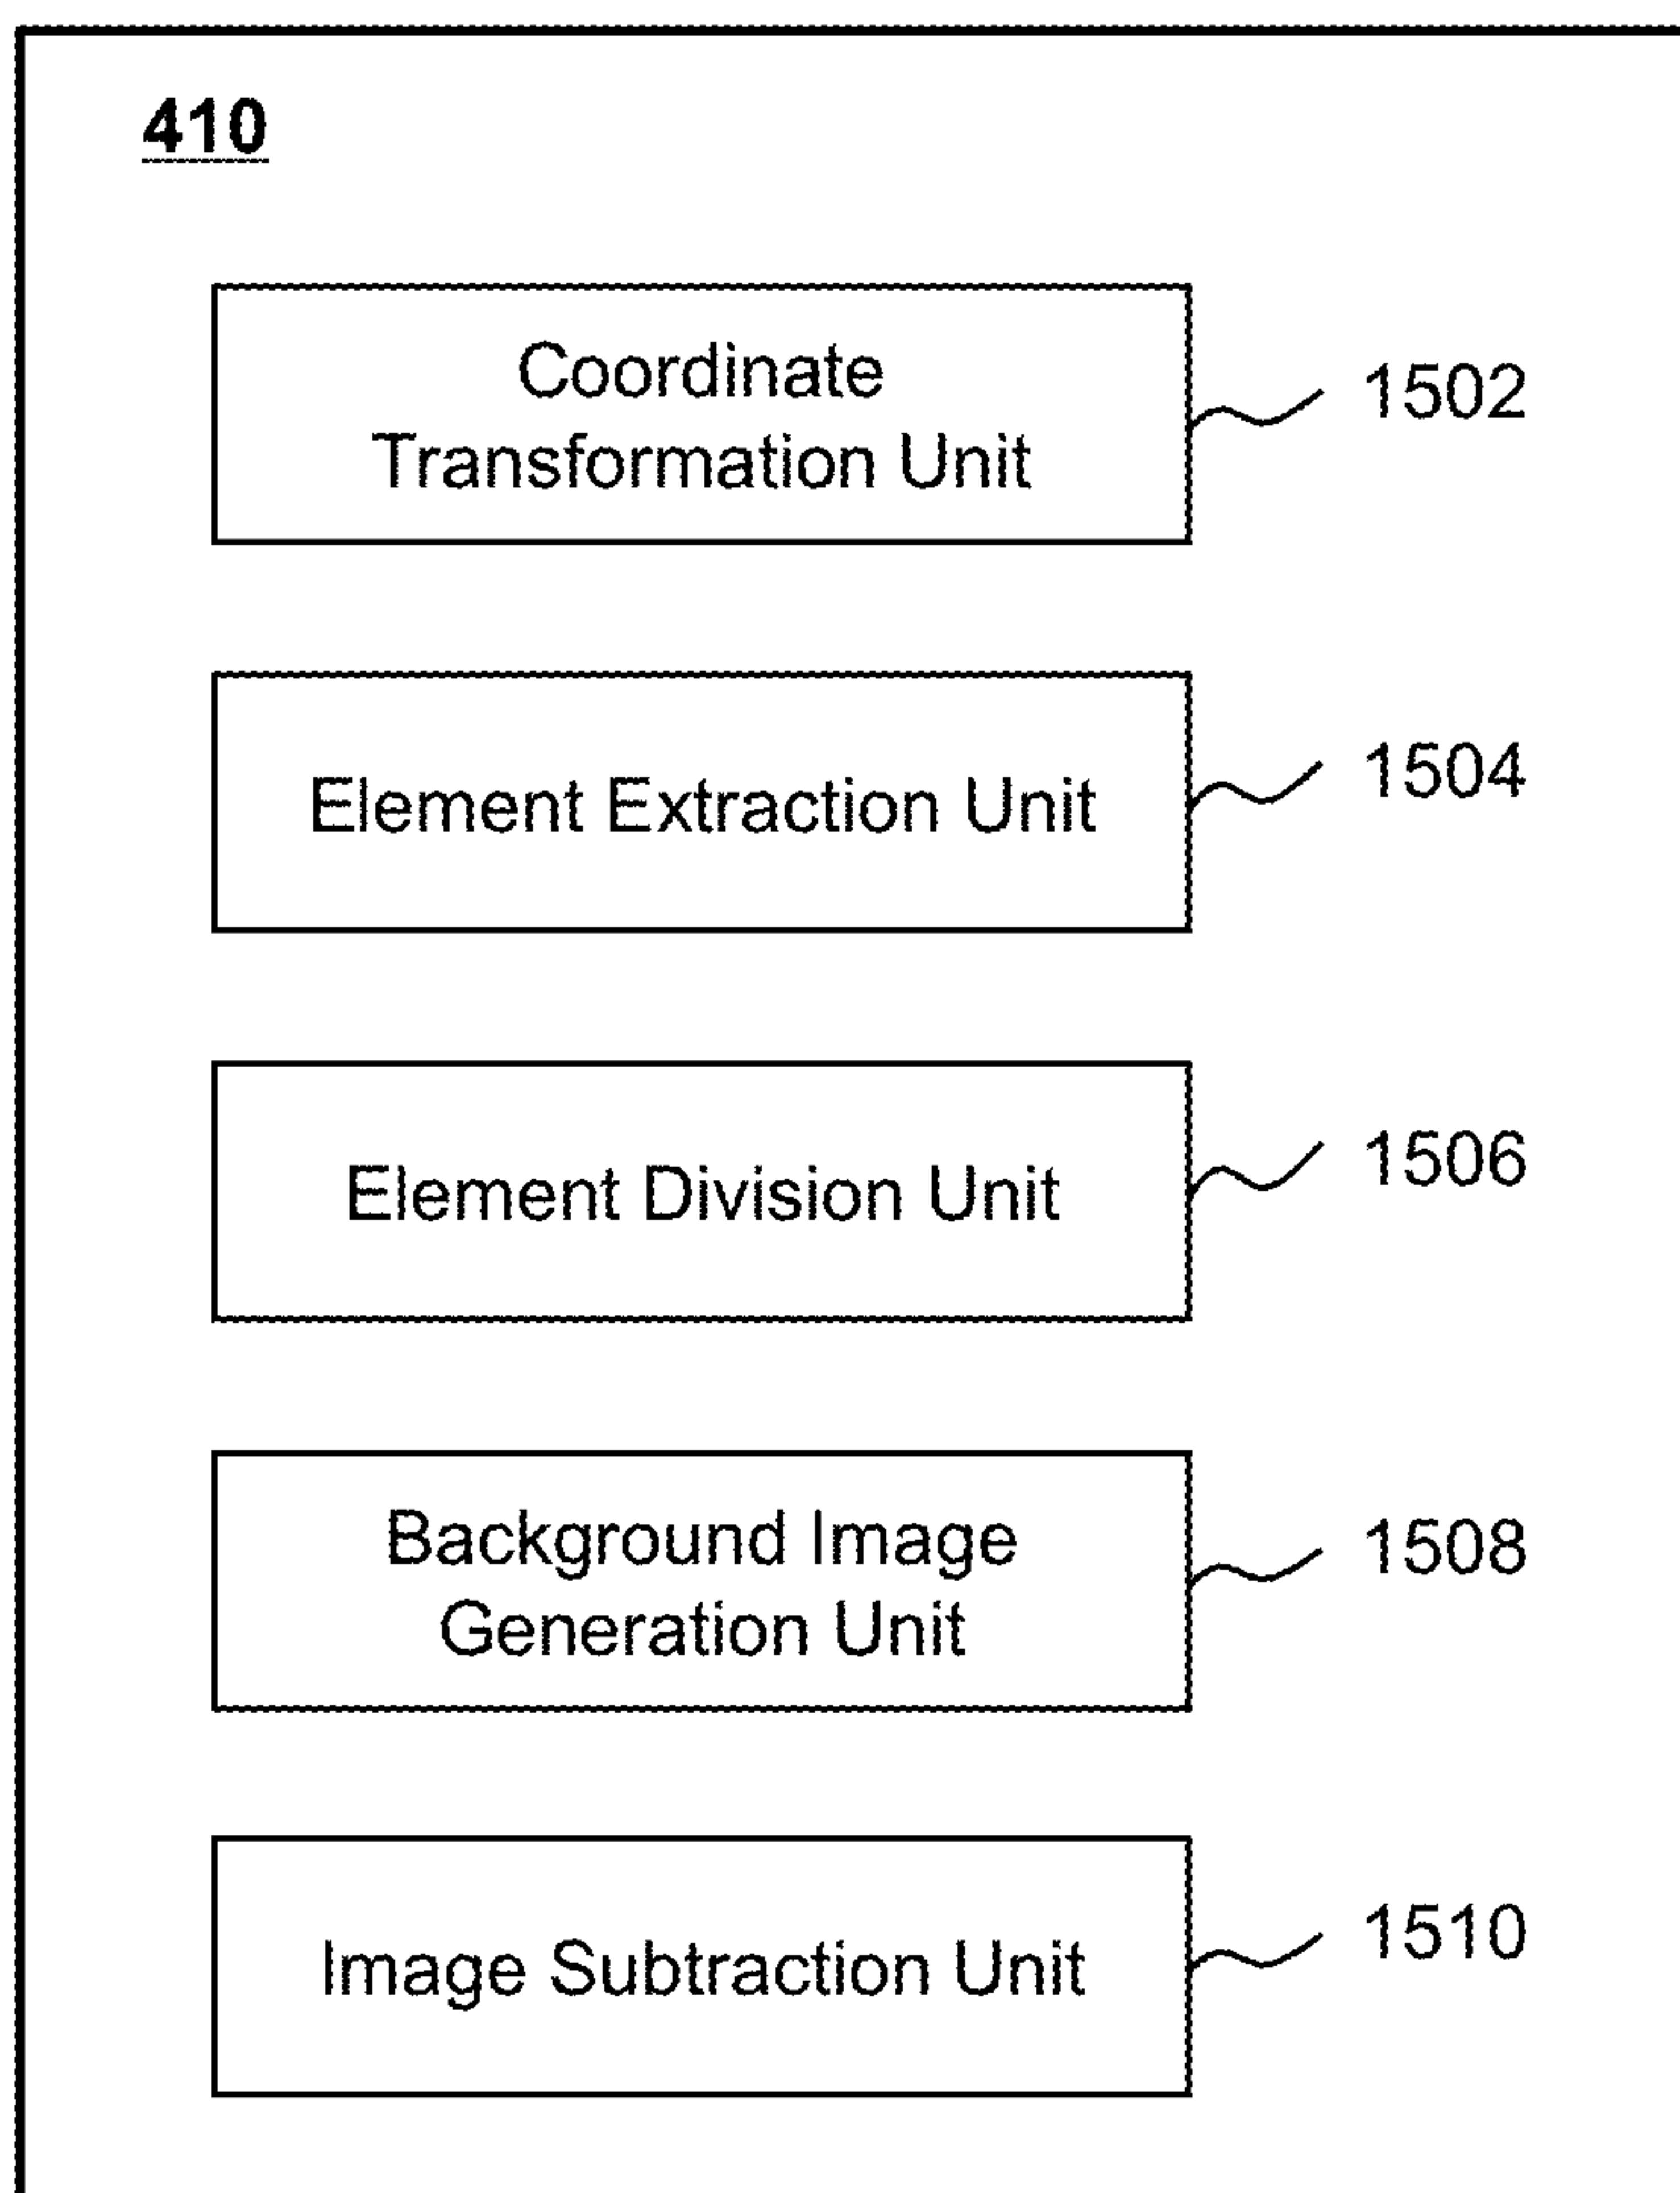 410
Coordinate
Transformation Unit
1502
Element Extraction Unit
1504
Element Division Unit
1506
Background Image
Generation Unit
1508
Image Subtraction Unit
1510